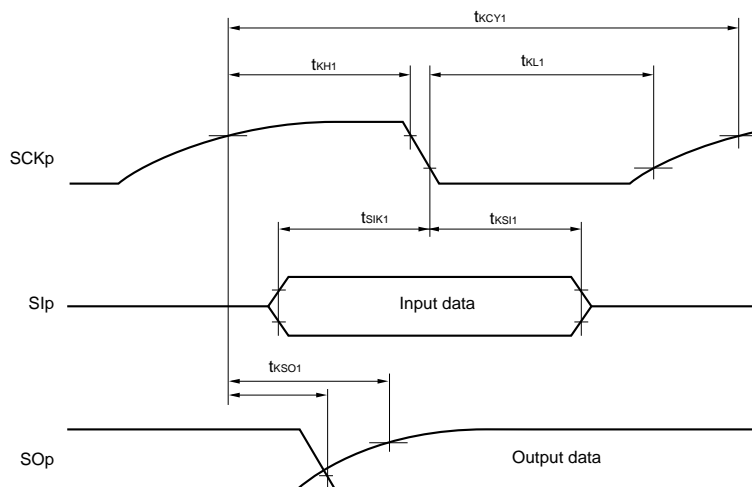 tKCY1
tKH1
tKL1
SCKp
tSIK1
tKSI1
SIp
Input data
tKSO1
SOp
Output data